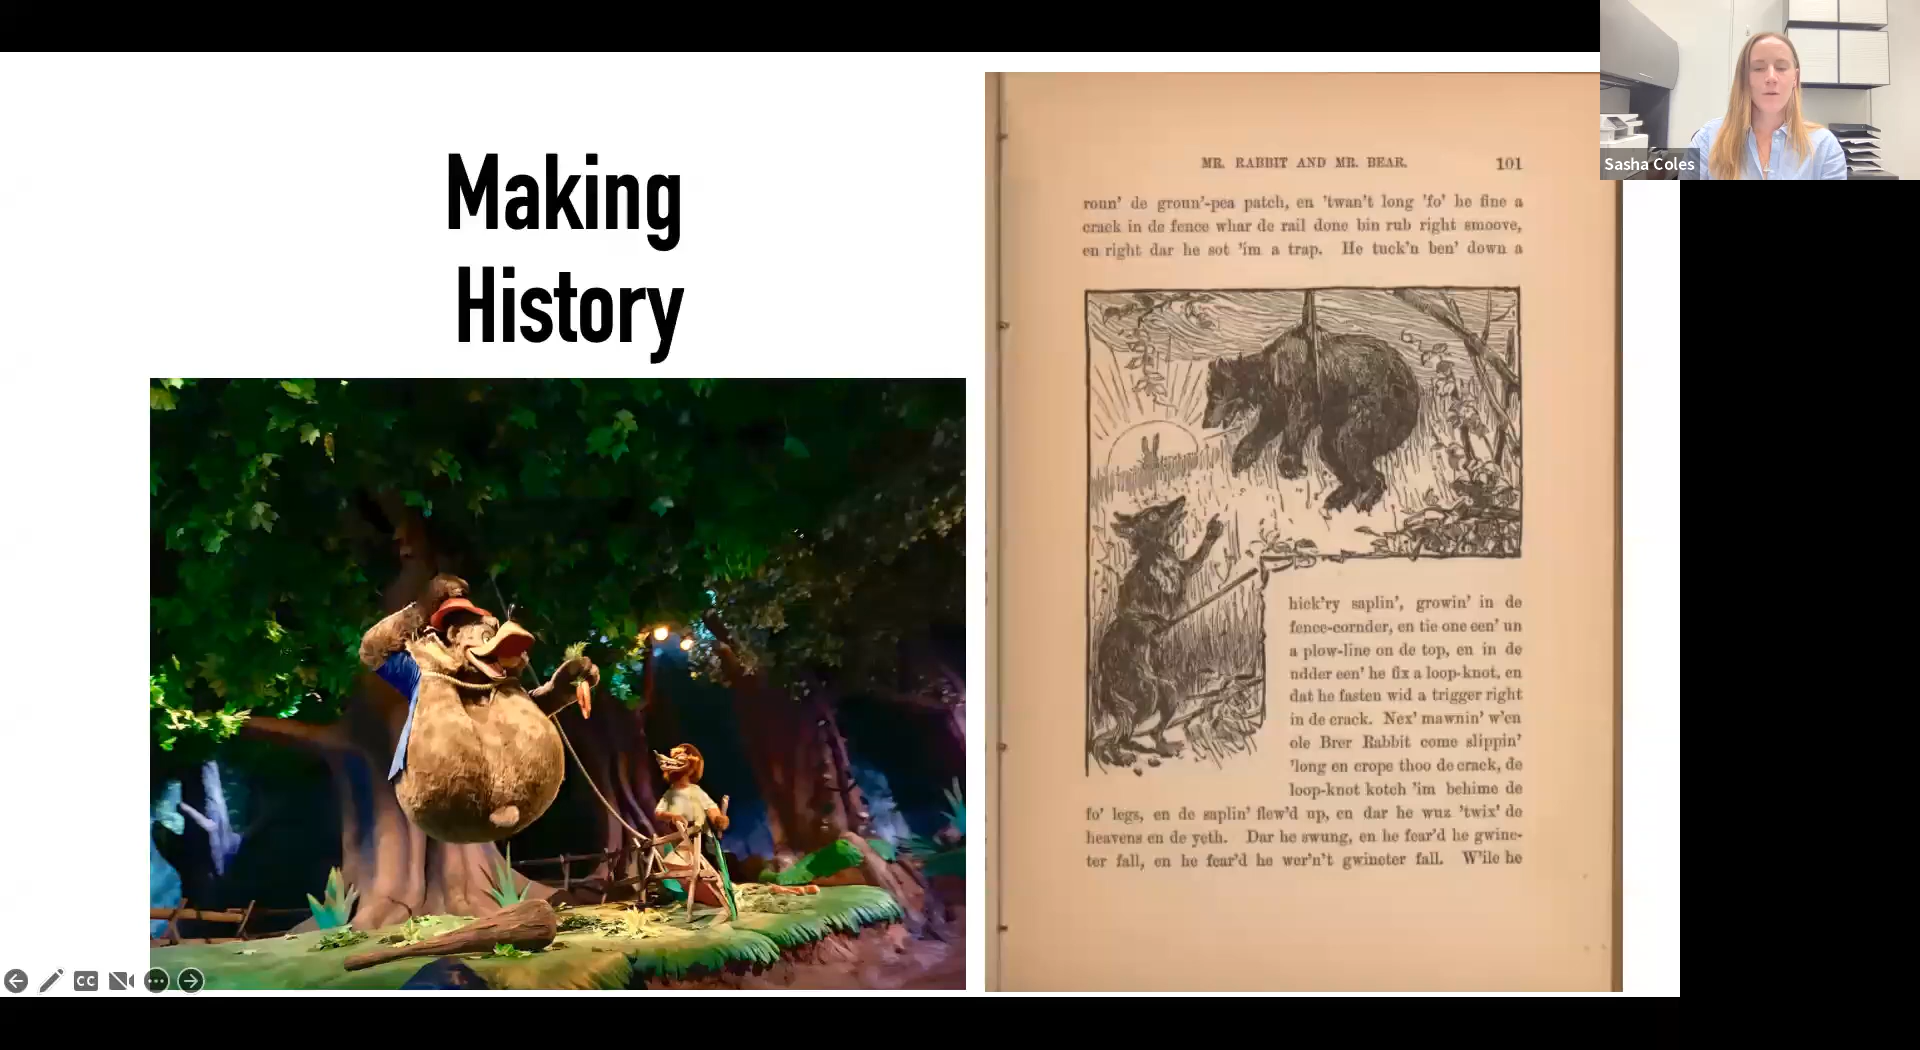 Making
History
MR. RABBIT AND MR. BEAR.
101
roun' de groun'-pea patch, en 'twan't long 'fo' he fine a
crack in de fence whar de rail done bin rub right smoove,
en right dar he sot 'im a trap. He tuck'n ben' down a
hick'ry saplin', growin' in de
fence-cornder, en tie one een' un
a plow-line on de top, en in de
udder een' he fix a loop-knot, en
dat he fasten wid a trigger right
in de crack. Nex' mawnin' w'en
ole Brer Rabbit come slippin'
'long en crope thoo de crack, de
loop-knot kotch 'im behime de
fo' legs, en de saplin' flew'd up, en dar he wuz 'twix' de
heavens en de yeth. Dar he swung, en he fear'd he gwine-
ter fall, en he fear'd he wer'n't gwineter fall. W'ile he
Sasha Coles
CC